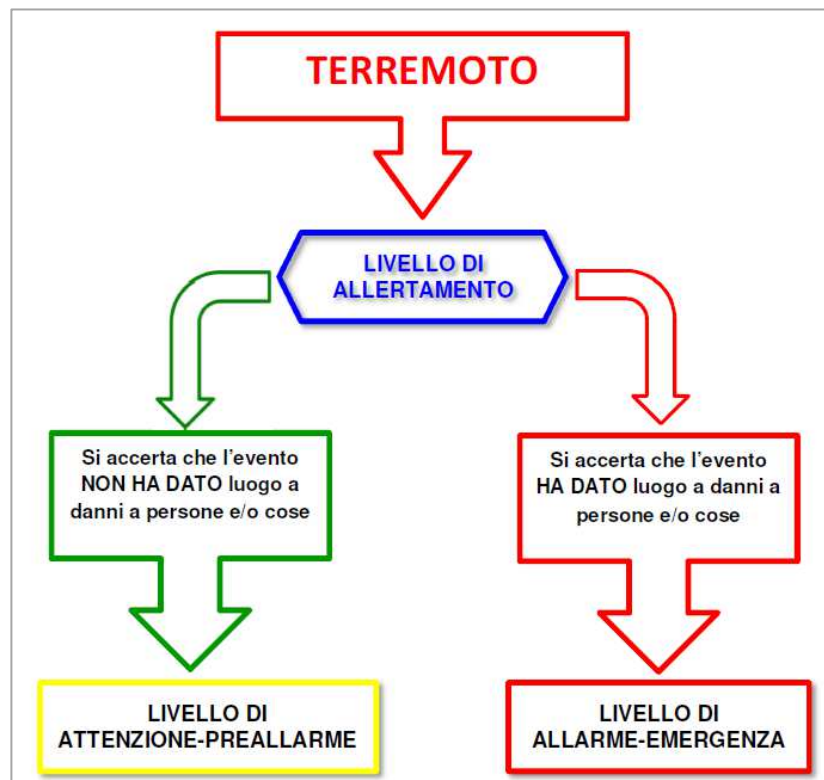 TERREMOTO
LIVELLO DI
ALLERTAMENTO
Si accerta che l'evento
NON HA DATO luogo a
danni a persone e/o cose
Si accerta che l'evento
HA DATO luogo a danni a
persone e/o cose
LIVELLO DI
ATTENZIONE-PREALLARME
LIVELLO DI
ALLARME-EMERGENZA